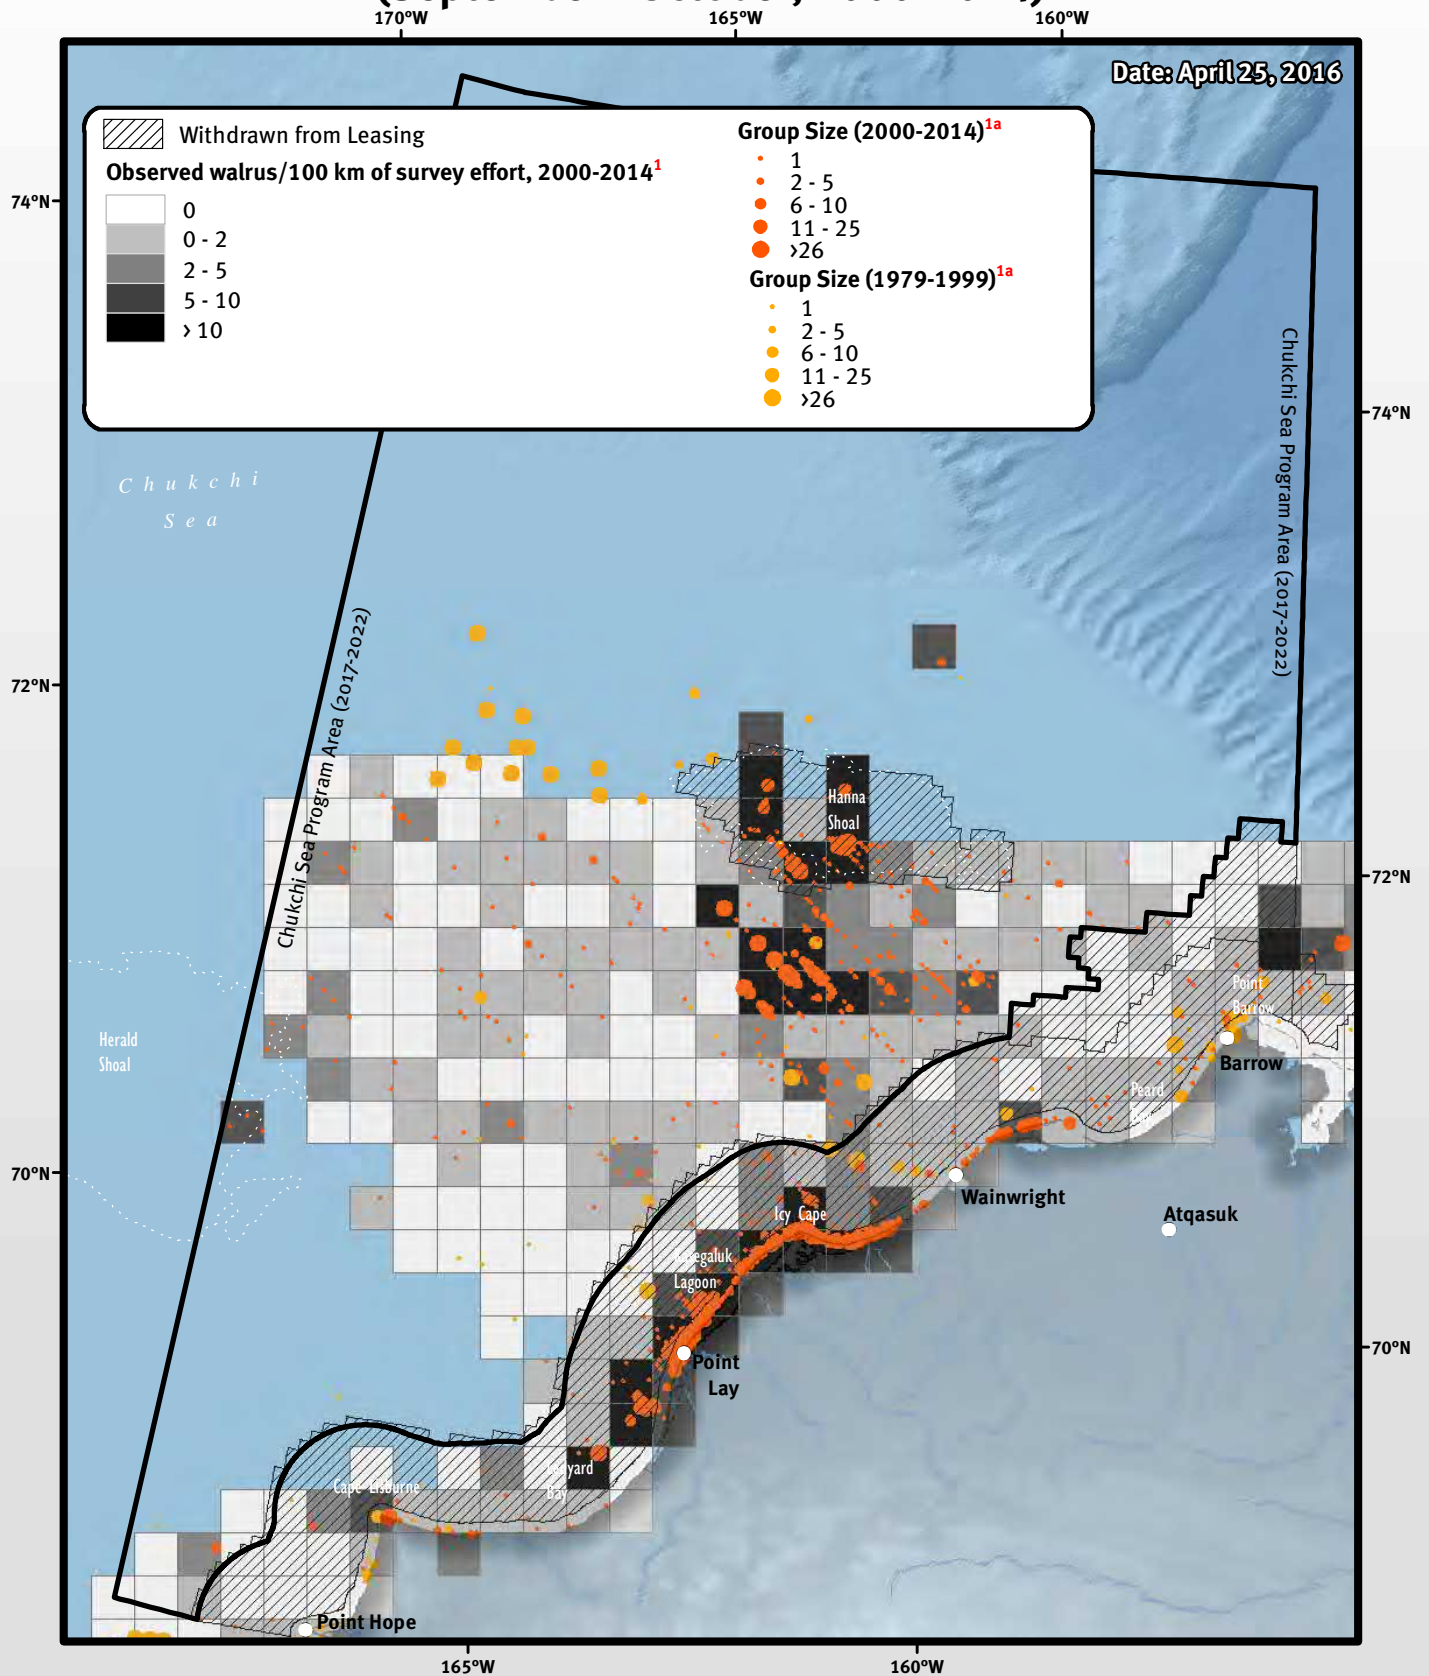 170°W
165°W
160°W
Date: April 25, 2016
Withdrawn from Leasing
Observed walrus/100 km of survey effort, 2000-2014¹
0
0 - 2
2 - 5
5 - 10
> 10
Group Size (2000-2014)¹ᵃ
1
2 - 5
6 - 10
11 - 25
>26
Group Size (1979-1999)¹ᵃ
1
2 - 5
6 - 10
11 - 25
>26
74°N
74°N
Chukchi
Sea
Chukchi Sea Program Area (2017-2022)
Chukchi Sea Program Area (2017-2022)
72°N
72°N
Hanna
Shoal
Herald
Shoal
Point
Barrow
Barrow
Peard
70°N
70°N
Wainwright
Atqasuk
Icy Cape
Lagoon
Point
Lay
Bay
Cape Lisburne
Point Hope
165°W
160°W